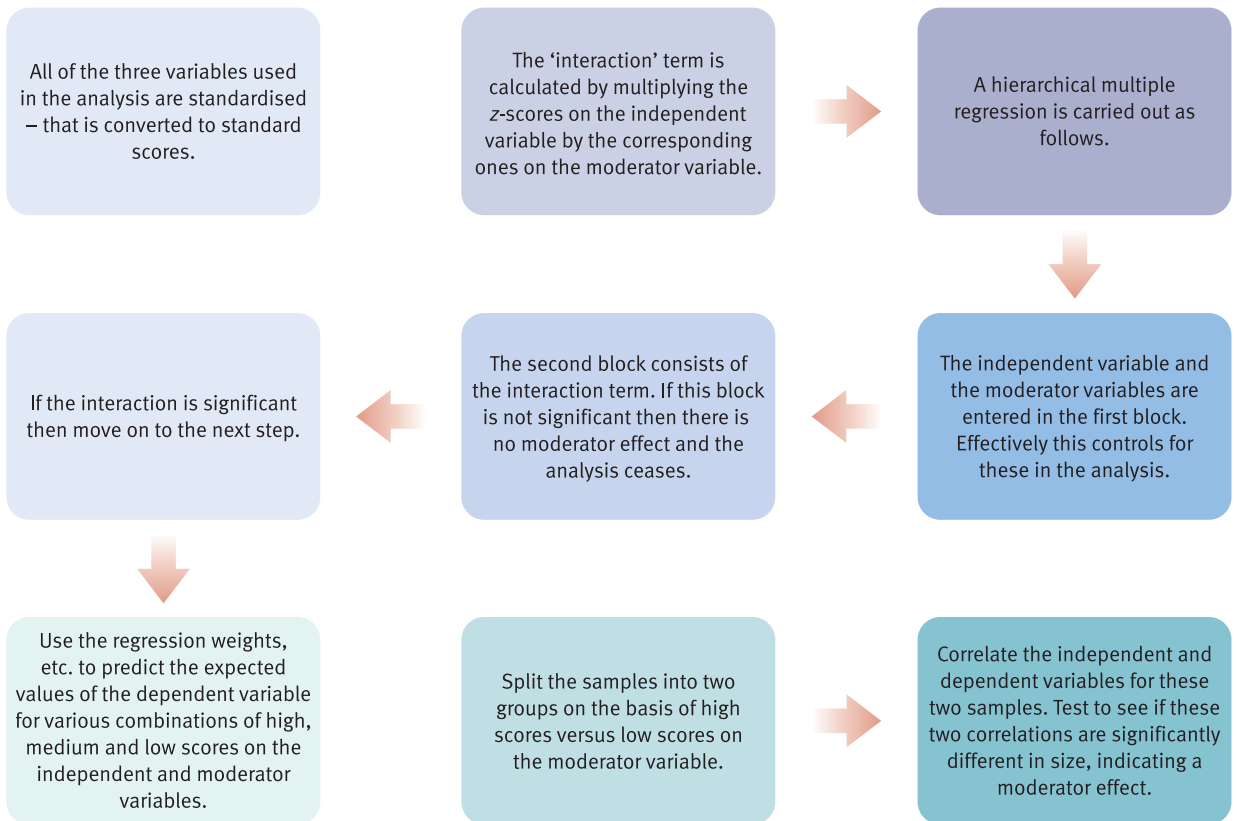 All of the three variables used
in the analysis are standardised
– that is converted to standard
scores.
The ‘interaction’ term is
calculated by multiplying the
z-scores on the independent
variable by the corresponding
ones on the moderator variable.
A hierarchical multiple
regression is carried out as
follows.
The independent variable and
the moderator variables are
entered in the first block.
Effectively this controls for
these in the analysis.
The second block consists of
the interaction term. If this block
is not significant then there is
no moderator effect and the
analysis ceases.
If the interaction is significant
then move on to the next step.
Use the regression weights,
etc. to predict the expected
values of the dependent variable
for various combinations of high,
medium and low scores on the
independent and moderator
variables.
Split the samples into two
groups on the basis of high
scores versus low scores on
the moderator variable.
Correlate the independent and
dependent variables for these
two samples. Test to see if these
two correlations are significantly
different in size, indicating a
moderator effect.